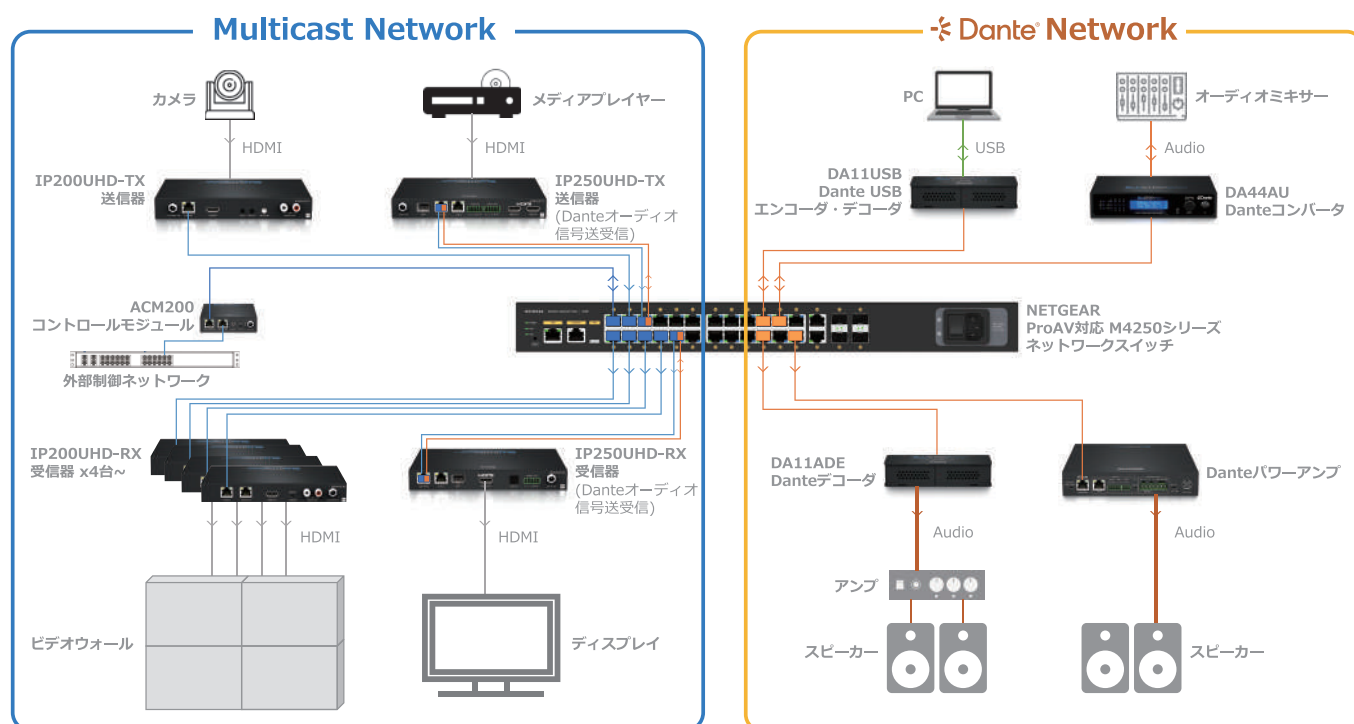 Multicast Network
Dante® Network
カメラ
HDMI
メディアプレイヤー
HDMI
IP200UHD-TX
送信器
IP250UHD-TX
送信器
(Danteオーディオ
信号送受信)
PC
USB
オーディオミキサー
Audio
DA11USB
Dante USB
エンコーダ・デコーダ
DA44AU
Danteコンバータ
ACM200
コントロールモジュール
外部制御ネットワーク
NETGEAR
NETGEAR
ProAV対応 M4250シリーズ
ネットワークスイッチ
IP200UHD-RX
受信器 x4台~
HDMI
IP250UHD-RX
受信器
(Danteオーディオ
信号送受信)
HDMI
DA11ADE
Danteデコーダ
Audio
Danteパワーアンプ
Audio
アンプ
ビデオウォール
ディスプレイ
スピーカー
スピーカー